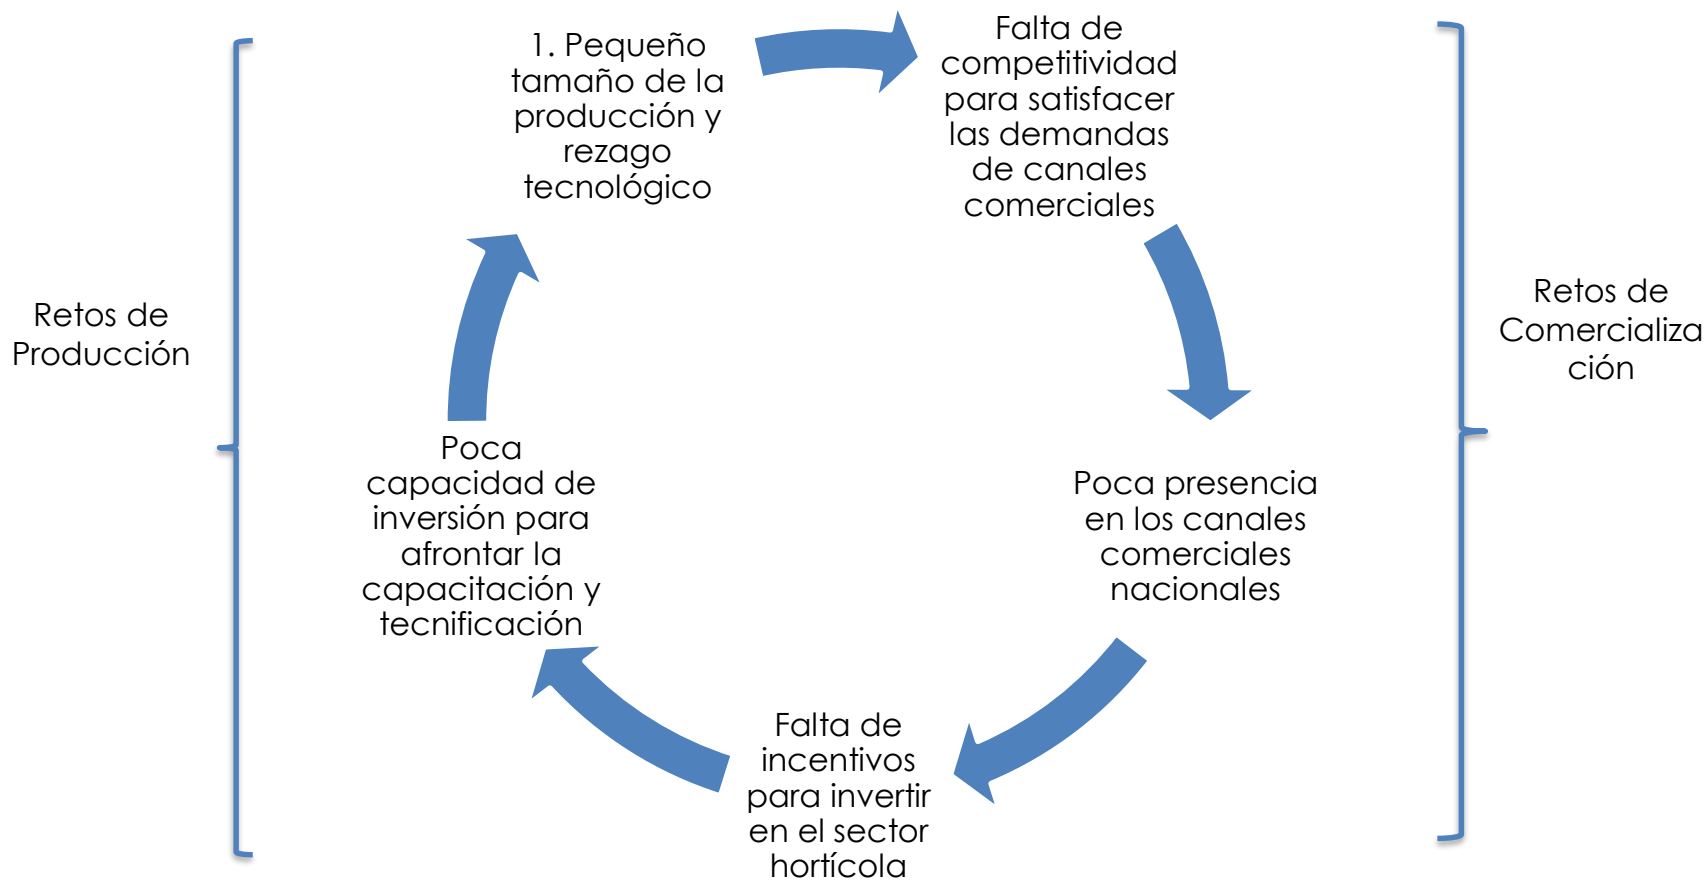 1. Pequeño
tamaño de la
producción y
rezago
tecnológico
Falta de
competitividad
para satisfacer
las demandas
de canales
comerciales
Retos de
Producción
Retos de
Comercializa
ción
Poca
capacidad de
inversión para
afrontar la
capacitación y
tecnificación
Poca presencia
en los canales
comerciales
nacionales
Falta de
incentivos
para invertir
en el sector
hortícola